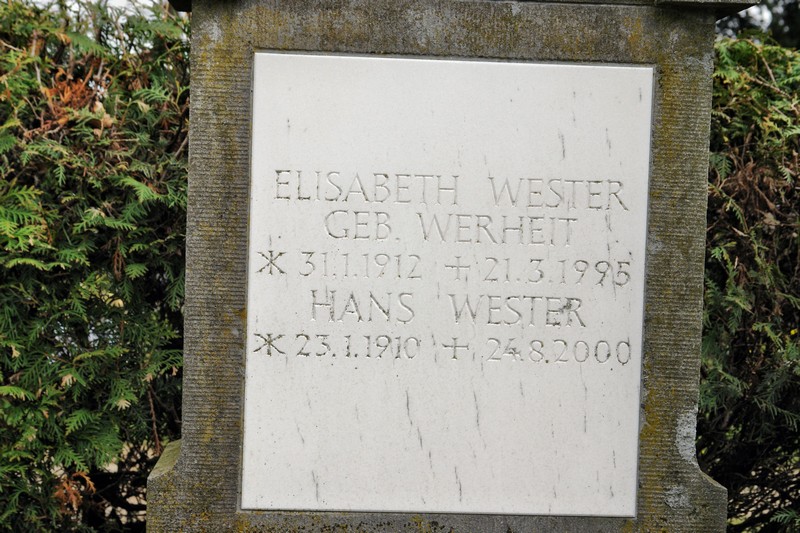 ELISABETH WESTER
GEB. WERHEIT
* 31.1.1912 + 21.3.1995
HANS WESTER
* 23.1.1910 + 24.8.2000